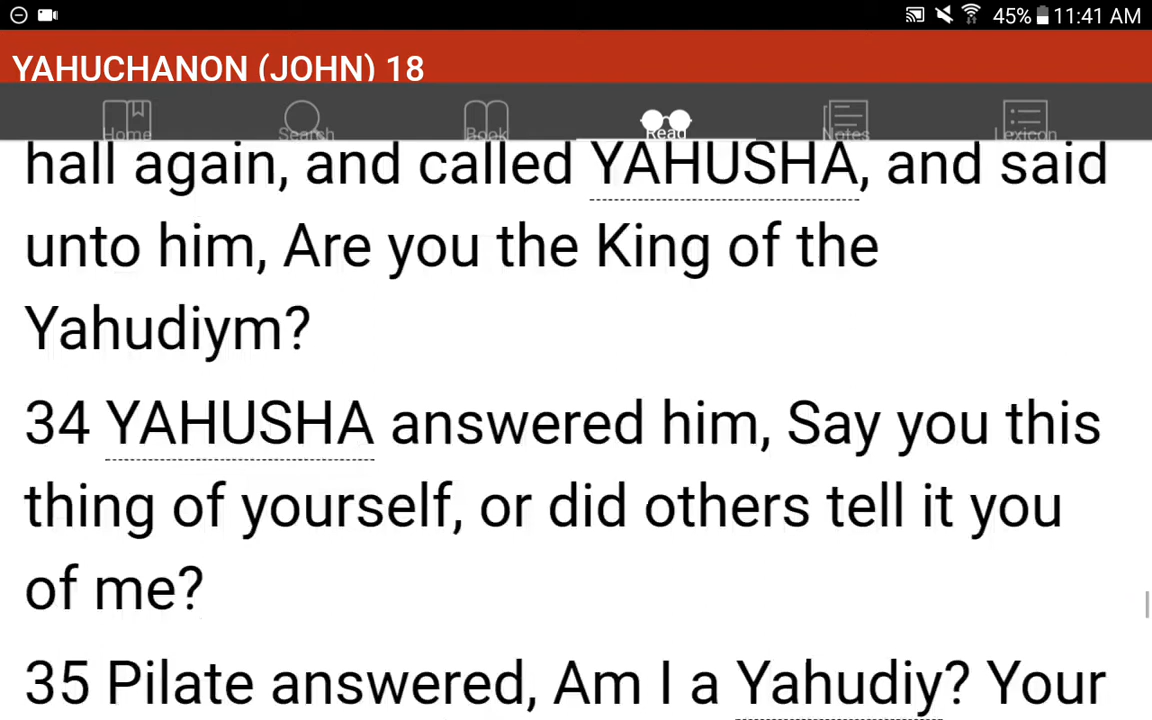 45% 11:41 AM
YAHUCHANON (JOHN) 18
Home Search Book Read Notes Lexicon
hall again, and called YAHUSHA, and said
unto him, Are you the King of the
Yahudiym?
34 YAHUSHA answered him, Say you this
thing of yourself, or did others tell it you
of me?
35 Pilate answered, Am I a Yahudiy? Your